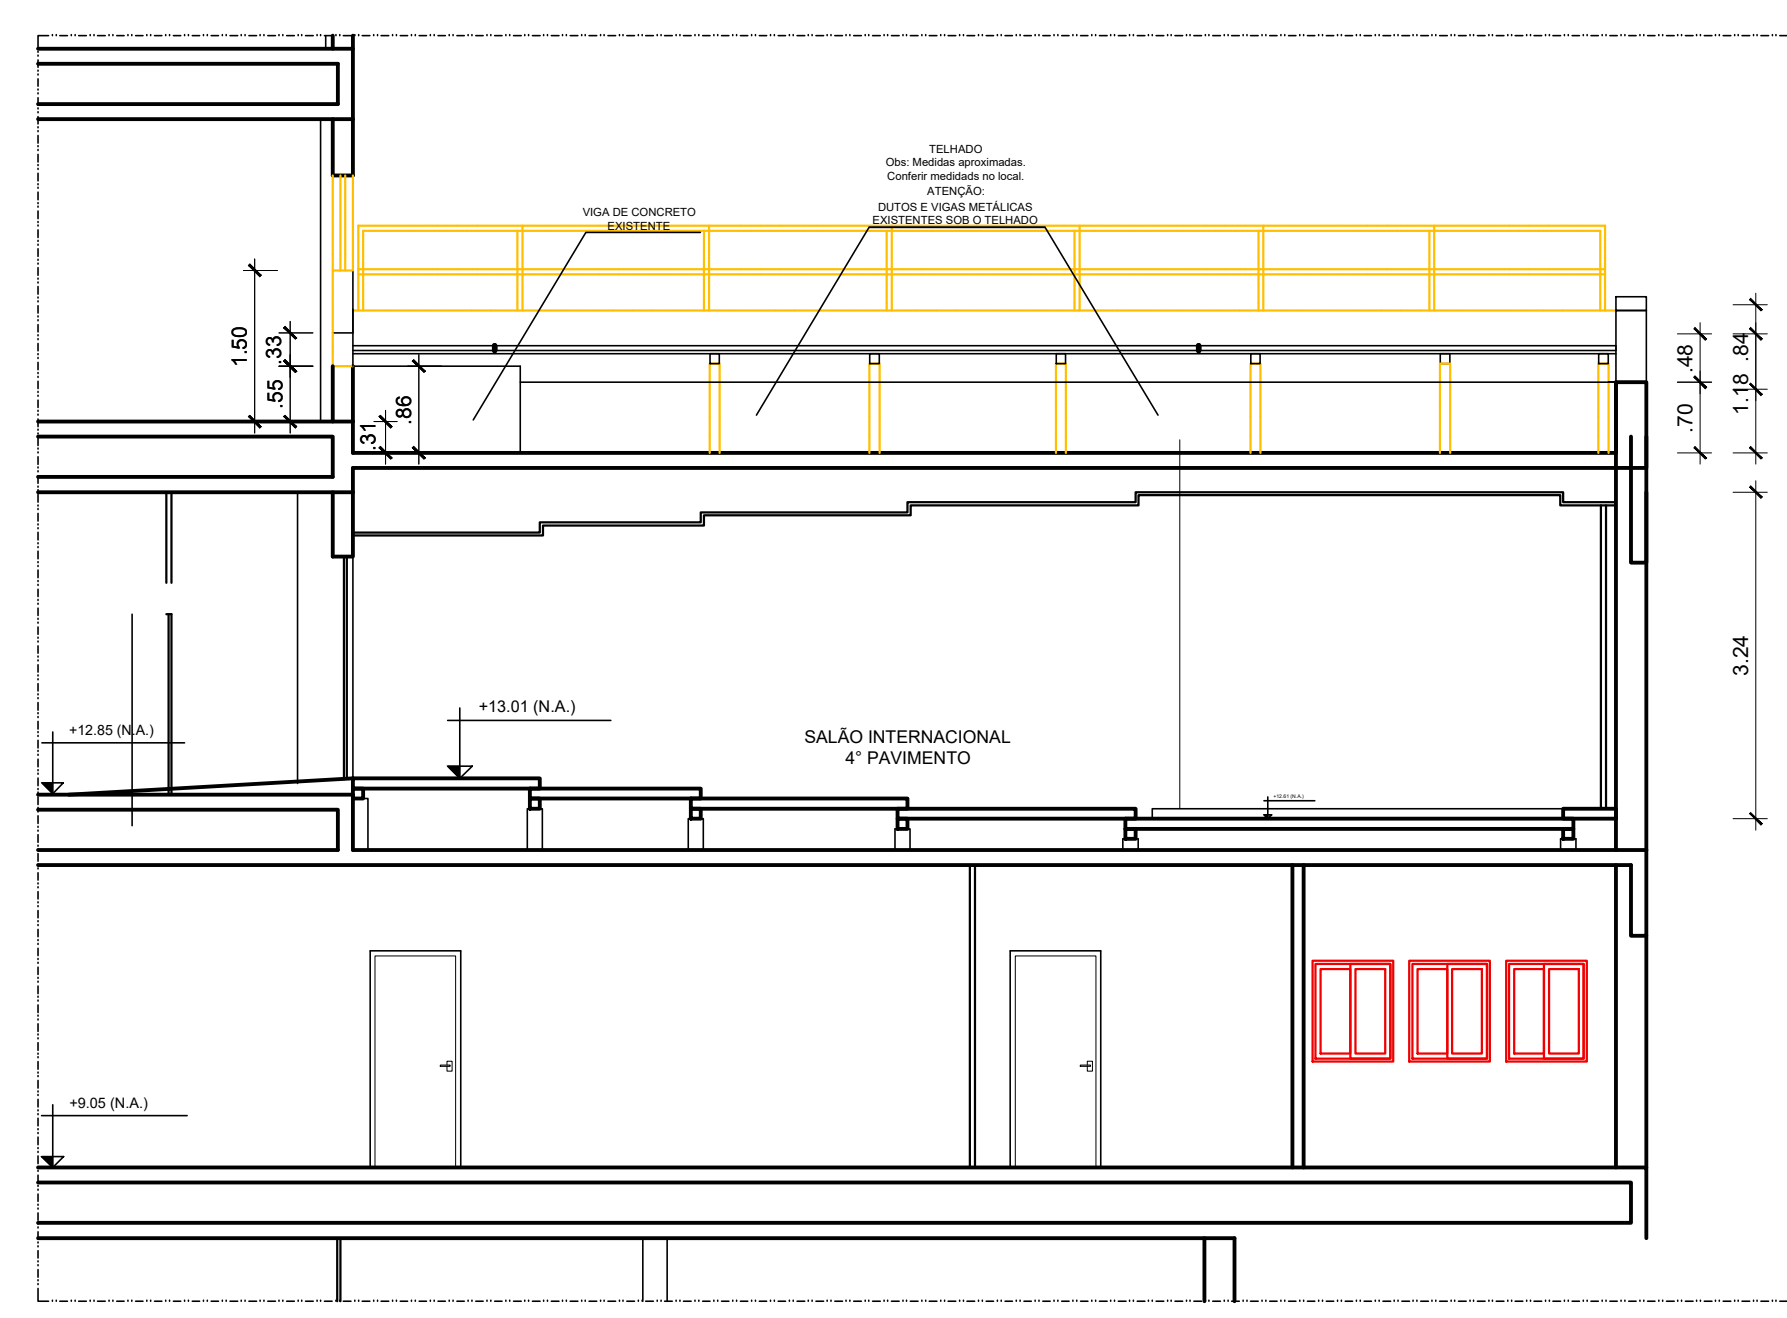 TELHADO
Obs: Medidas aproximadas.
Conferir medidads no local.
ATENÇÃO:
DUTOS E VIGAS METÁLICAS
EXISTENTES SOB O TELHADO
VIGA DE CONCRETO
EXISTENTE
1.50
.33
.55
.31
.86
.48
.70
.84
1.18
3.24
+13.01 (N.A.)
+12.85 (N.A.)
SALÃO INTERNACIONAL
4° PAVIMENTO
+12.61 (N.A.)
+9.05 (N.A.)